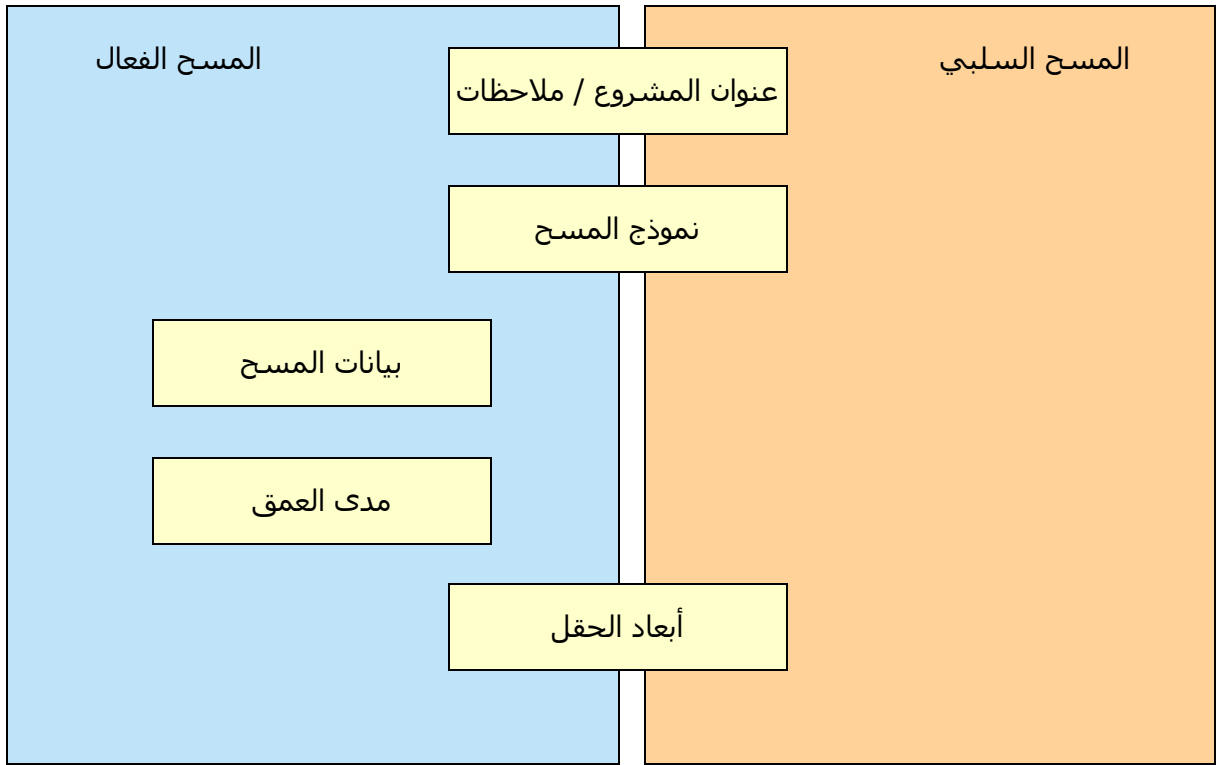 المسح السلبي
المسح الفعال
عنوان المشروع / ملاحظات
نموذج المسح
بيانات المسح
مدى العمق
أبعاد الحقل